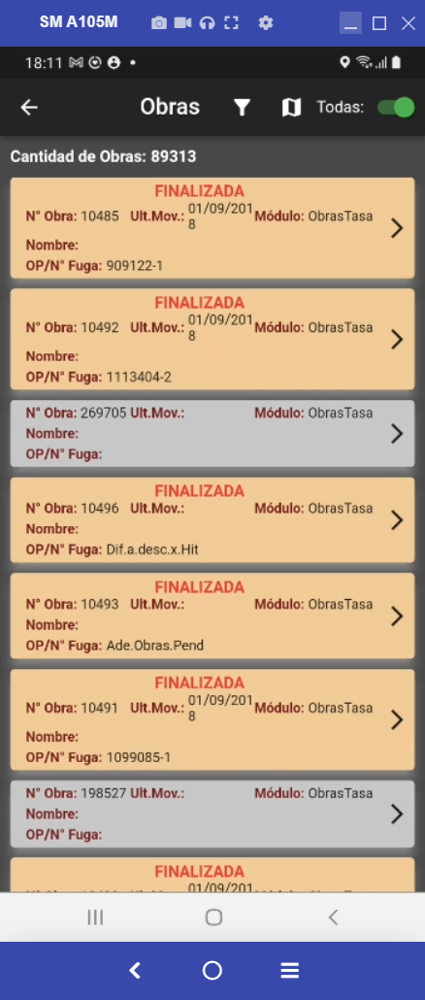 SM A105M
18:11
Obras
Todas:
Cantidad de Obras: 89313
FINALIZADA
N° Obra: 10485 Ult.Mov.: 01/09/2018 Módulo: ObrasTasa
Nombre:
OP/N° Fuga: 909122-1
FINALIZADA
N° Obra: 10492 Ult.Mov.: 01/09/2018 Módulo: ObrasTasa
Nombre:
OP/N° Fuga: 1113404-2
N° Obra: 269705 Ult.Mov.: Módulo: ObrasTasa
Nombre:
OP/N° Fuga:
FINALIZADA
N° Obra: 10496 Ult.Mov.: Módulo: ObrasTasa
Nombre:
OP/N° Fuga: Dif.a.desc.x.Hit
FINALIZADA
N° Obra: 10493 Ult.Mov.: Módulo: ObrasTasa
Nombre:
OP/N° Fuga: Ade.Obras.Pend
FINALIZADA
N° Obra: 10491 Ult.Mov.: 01/09/2018 Módulo: ObrasTasa
Nombre:
OP/N° Fuga: 1099085-1
N° Obra: 198527 Ult.Mov.: Módulo: ObrasTasa
Nombre:
OP/N° Fuga:
FINALIZADA
01/09/201